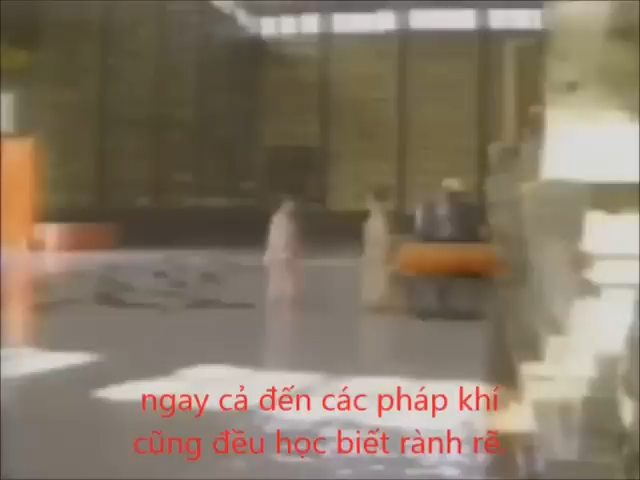 ngay cả đến các pháp khí
cũng đều học biết rành rẽ.